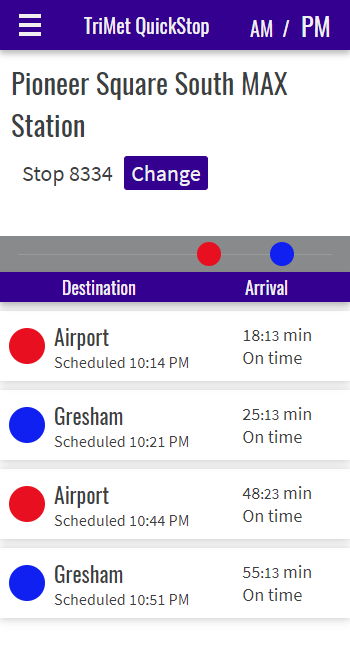 TriMet QuickStop
AM / PM
Pioneer Square South MAX
Station
Stop 8334 Change
Destination Arrival
Airport 18:13 min
Scheduled 10:14 PM On time
Gresham 25:13 min
Scheduled 10:21 PM On time
Airport 48:23 min
Scheduled 10:44 PM On time
Gresham 55:13 min
Scheduled 10:51 PM On time